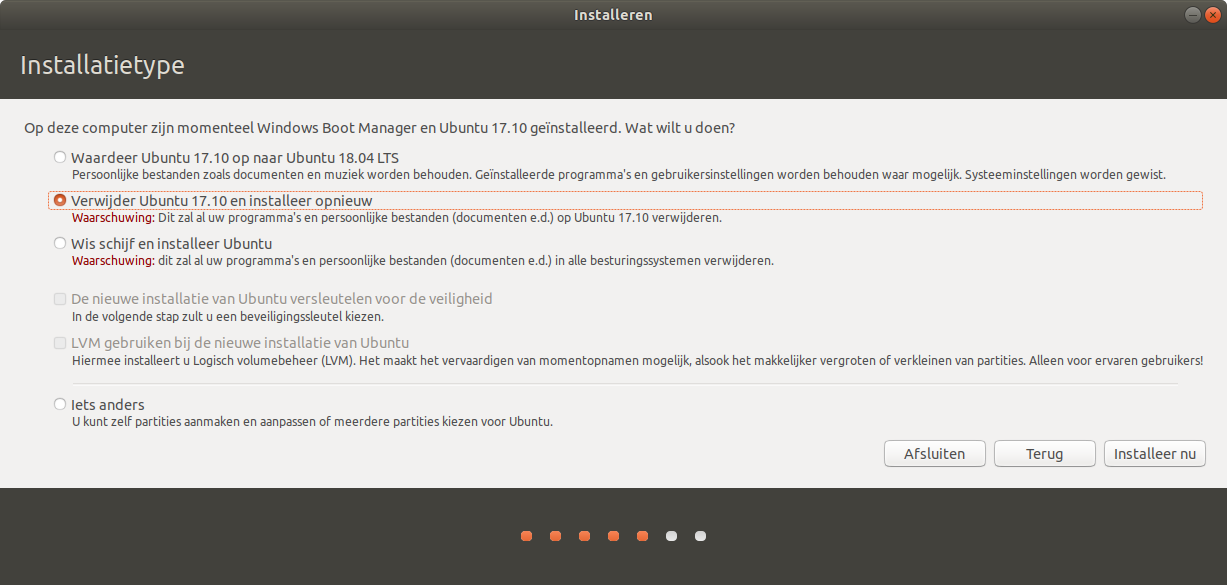 Installeren
Installatietype
Op deze computer zijn momenteel Windows Boot Manager en Ubuntu 17.10 geïnstalleerd. Wat wilt u doen?
Waardeer Ubuntu 17.10 op naar Ubuntu 18.04 LTS
Persoonlijke bestanden zoals documenten en muziek worden behouden. Geïnstalleerde programma's en gebruikersinstellingen worden behouden waar mogelijk. Systeeminstellingen worden gewist.
Verwijder Ubuntu 17.10 en installeer opnieuw
Waarschuwing: Dit zal al uw programma's en persoonlijke bestanden (documenten e.d.) op Ubuntu 17.10 verwijderen.
Wis schijf en installeer Ubuntu
Waarschuwing: dit zal al uw programma's en persoonlijke bestanden (documenten e.d.) in alle besturingssystemen verwijderen.
De nieuwe installatie van Ubuntu versleutelen voor de veiligheid
In de volgende stap zult u een beveiligingssleutel kiezen.
LVM gebruiken bij de nieuwe installatie van Ubuntu
Hiermee installeert u Logisch volumebeheer (LVM). Het maakt het vervaardigen van momentopnamen mogelijk, alsook het makkelijker vergroten of verkleinen van partities. Alleen voor ervaren gebruikers!
Iets anders
U kunt zelf partities aanmaken en aanpassen of meerdere partities kiezen voor Ubuntu.
Afsluiten
Terug
Installeer nu